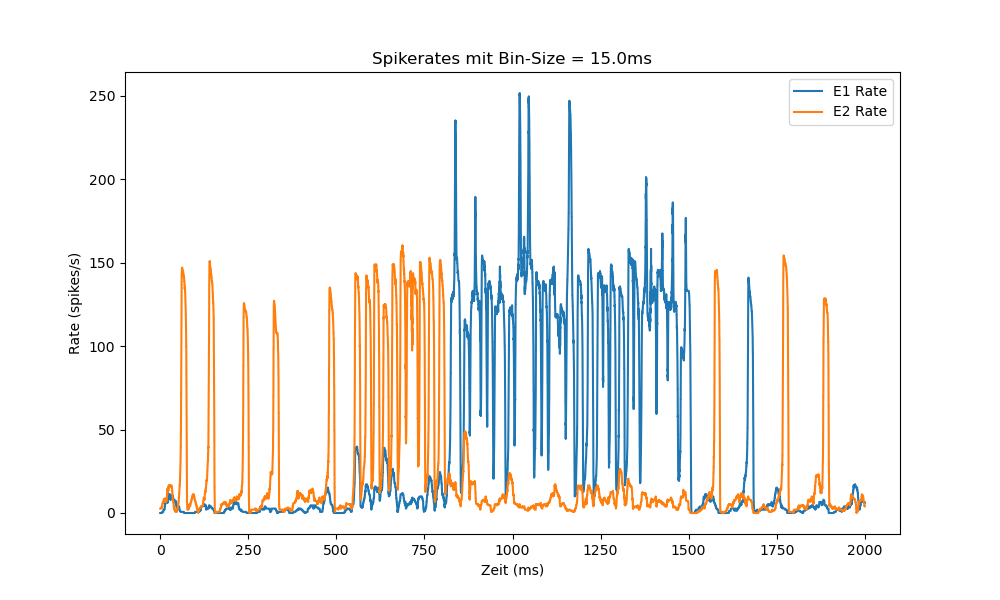 Spikerates mit Bin-Size = 15.0ms
E1 Rate
E2 Rate
Rate (spikes/s)
250
200
150
100
50
0
0 250 500 750 1000 1250 1500 1750 2000
Zeit (ms)